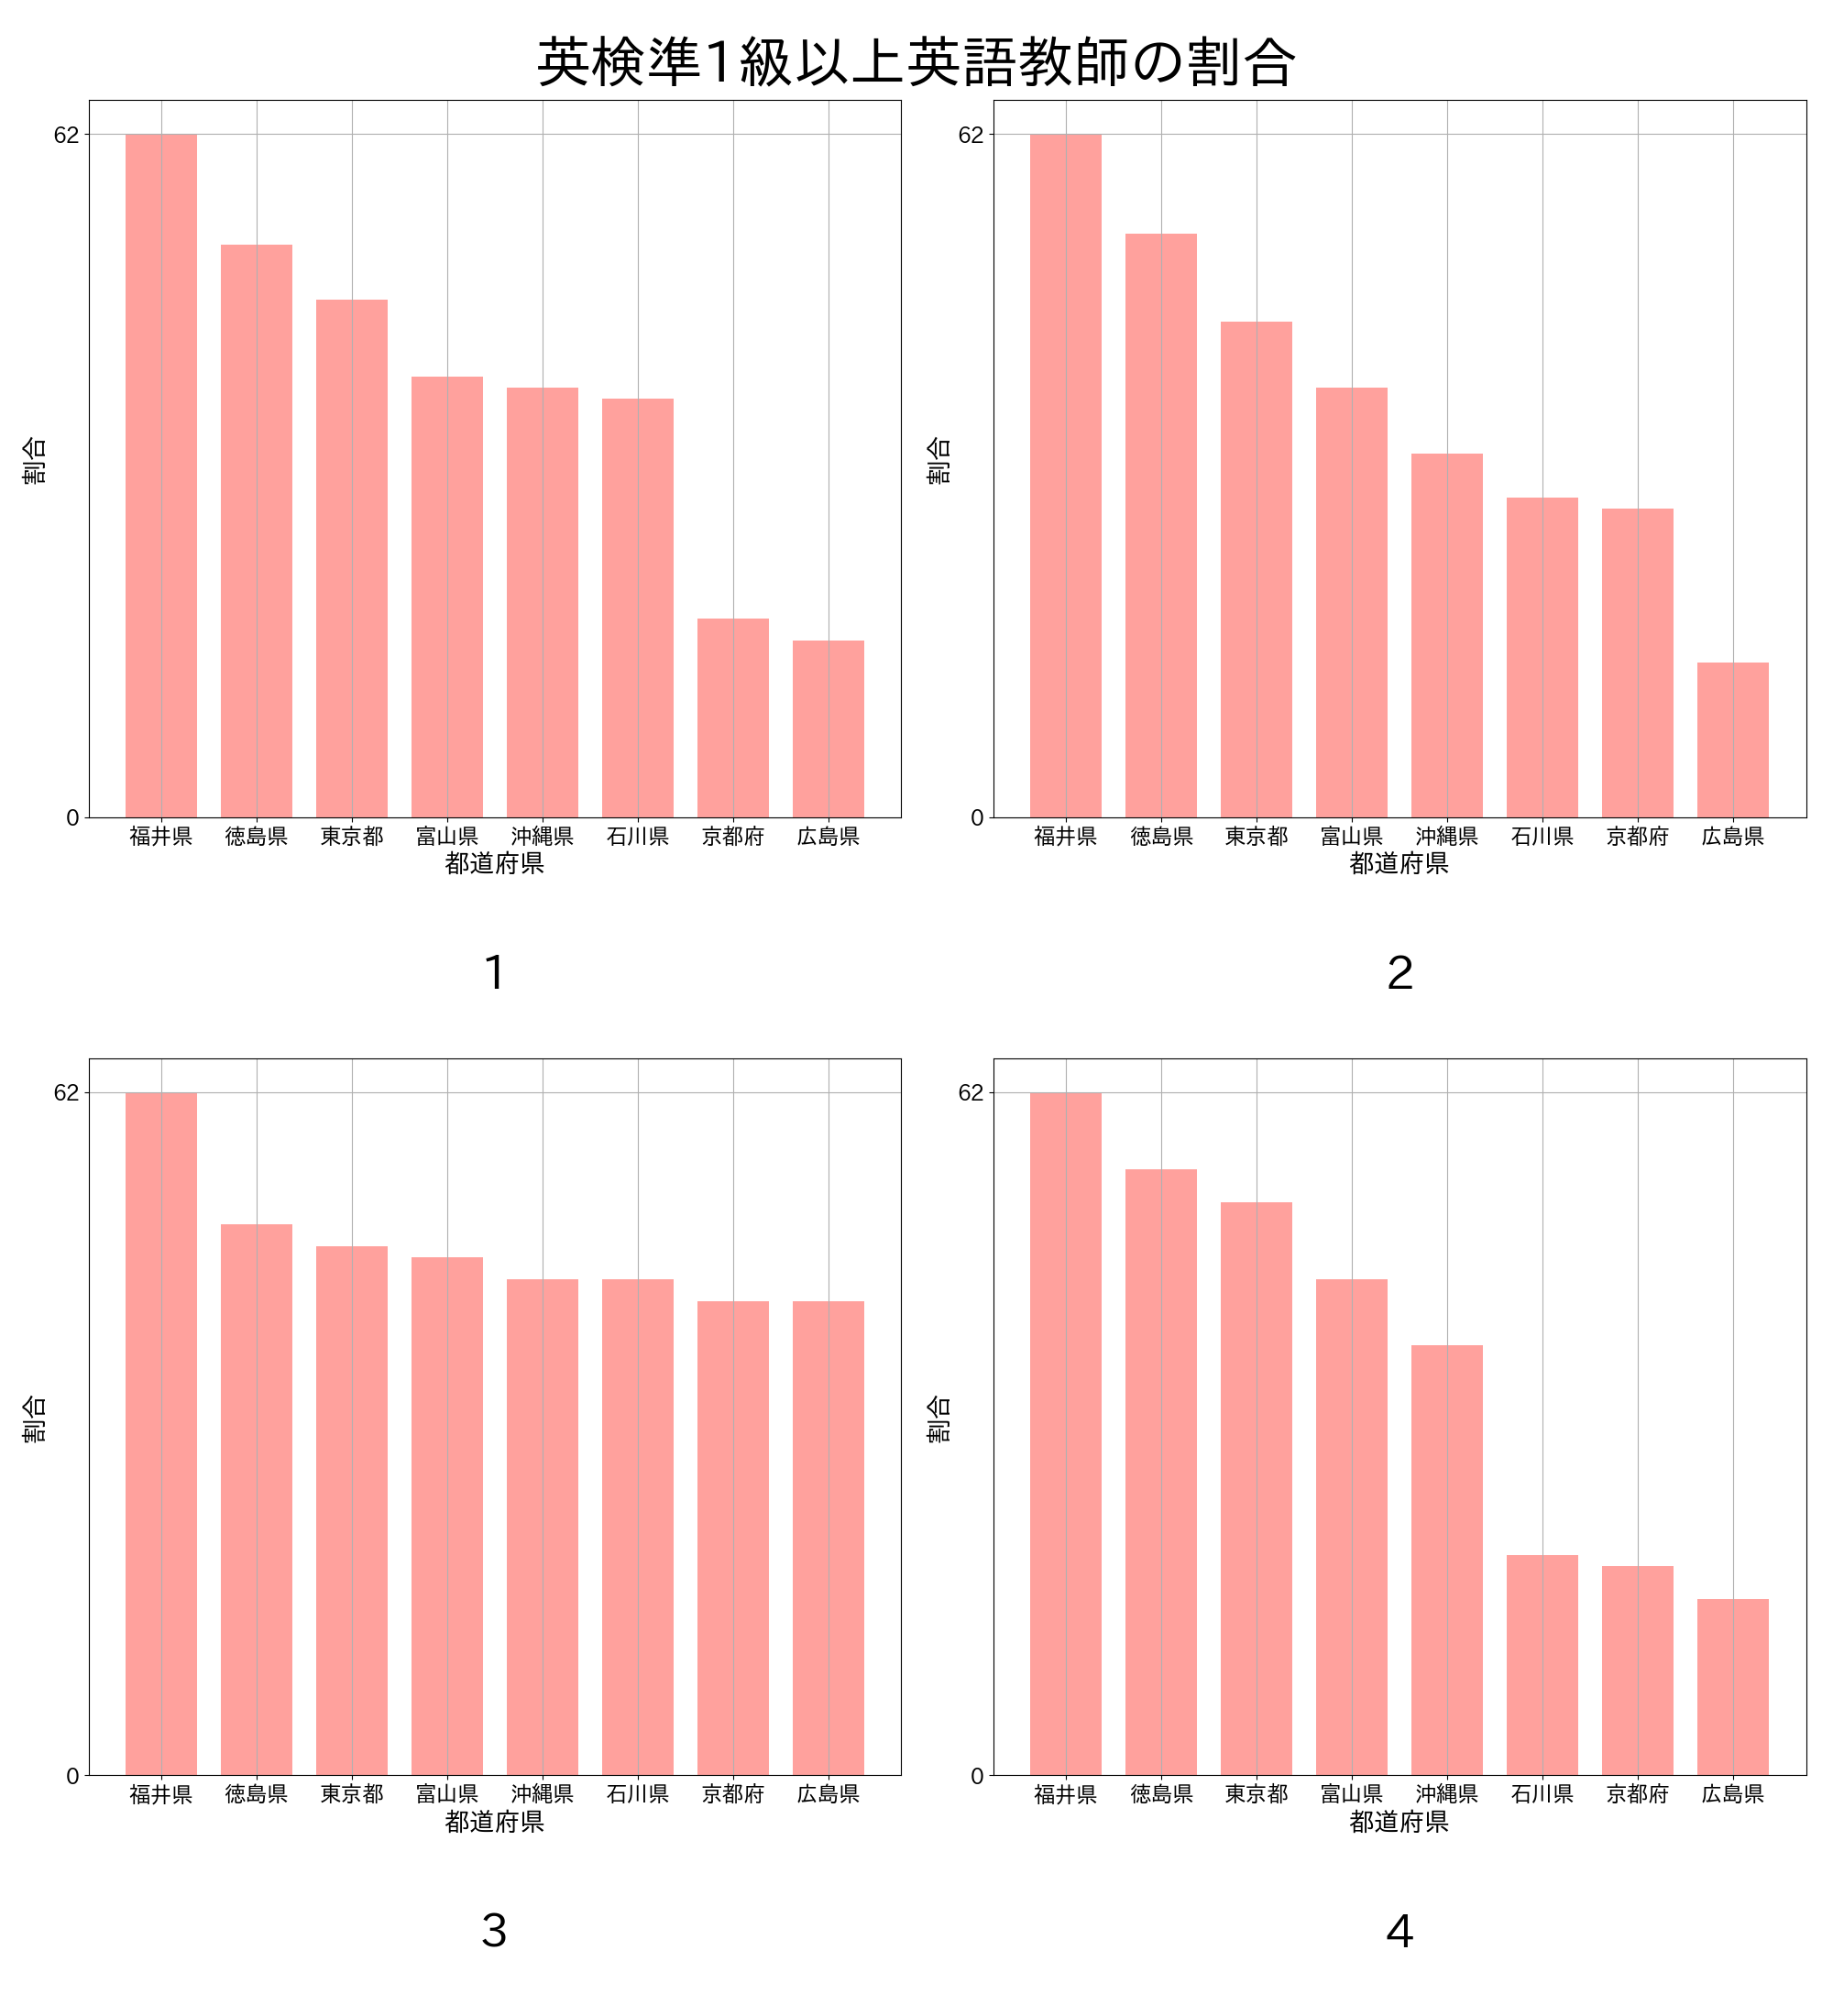 英検準1級以上英語教師の割合
62
0
割合
福井県 徳島県 東京都 富山県 沖縄県 石川県 京都府 広島県
都道府県
1
62
0
割合
福井県 徳島県 東京都 富山県 沖縄県 石川県 京都府 広島県
都道府県
2
62
0
割合
福井県 徳島県 東京都 富山県 沖縄県 石川県 京都府 広島県
都道府県
3
62
0
割合
福井県 徳島県 東京都 富山県 沖縄県 石川県 京都府 広島県
都道府県
4